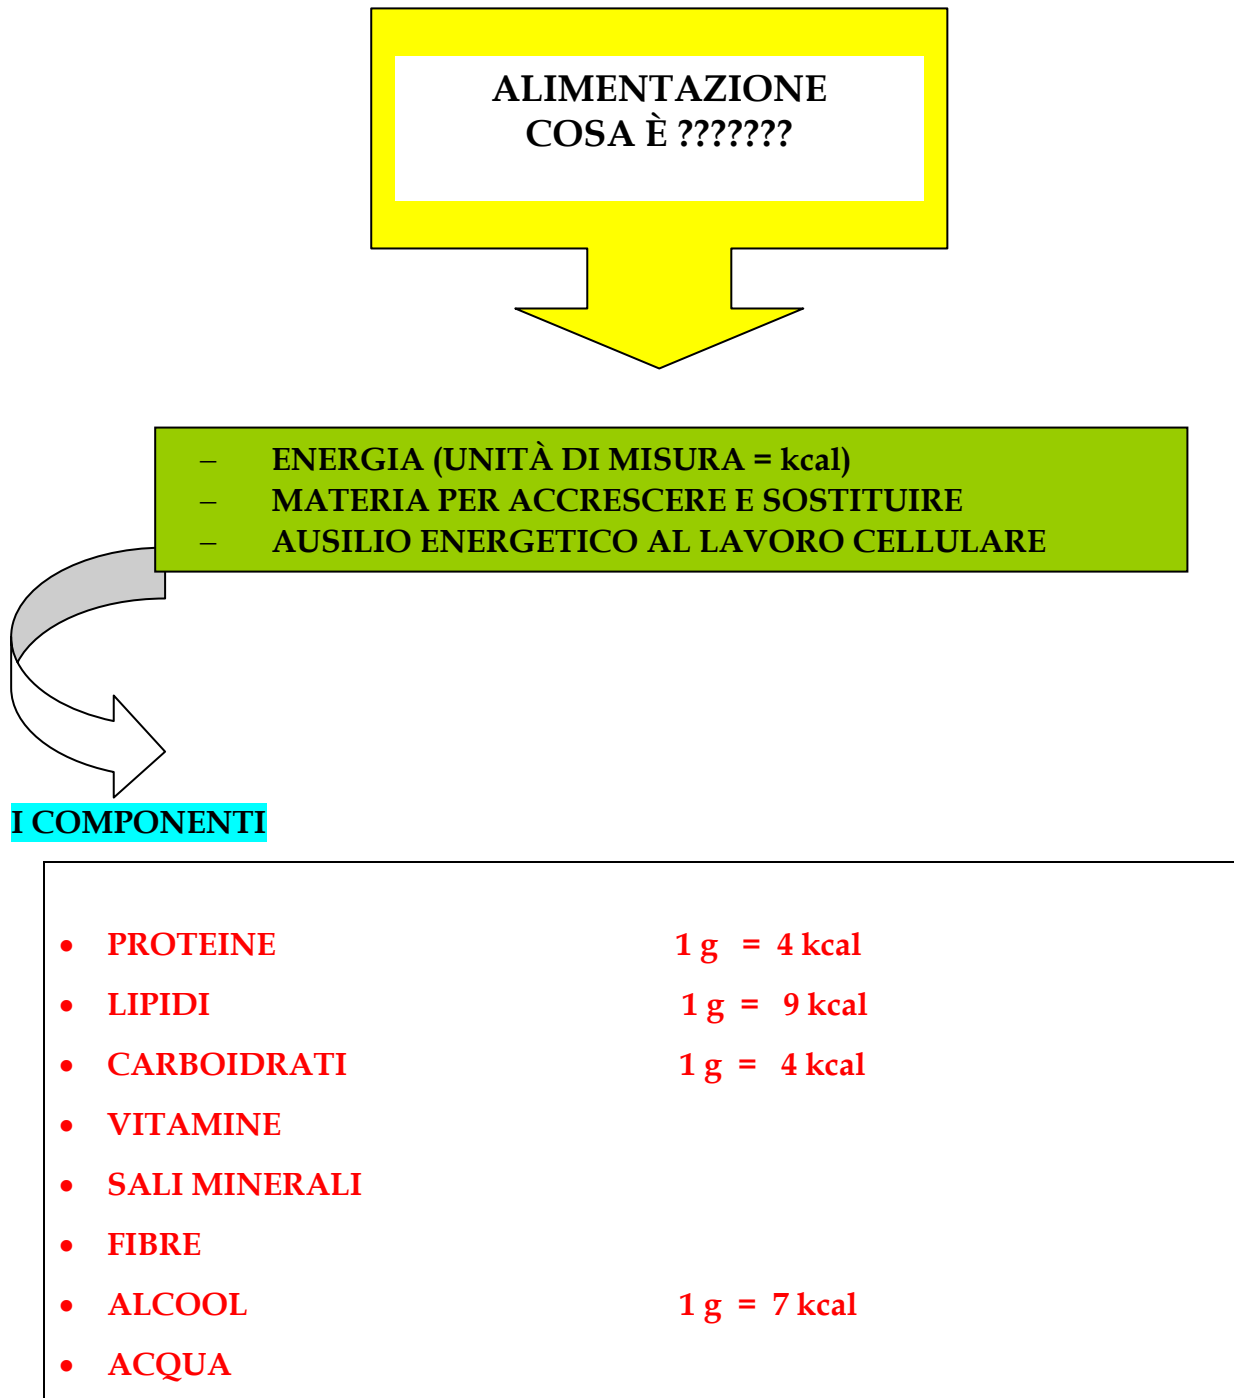 ALIMENTAZIONE
COSA È ???????
– ENERGIA (UNITÀ DI MISURA = kcal)
– MATERIA PER ACCRESCERE E SOSTITUIRE
– AUSILIO ENERGETICO AL LAVORO CELLULARE
I COMPONENTI
• PROTEINE 1 g = 4 kcal
• LIPIDI 1 g = 9 kcal
• CARBOIDRATI 1 g = 4 kcal
• VITAMINE
• SALI MINERALI
• FIBRE
• ALCOOL 1 g = 7 kcal
• ACQUA